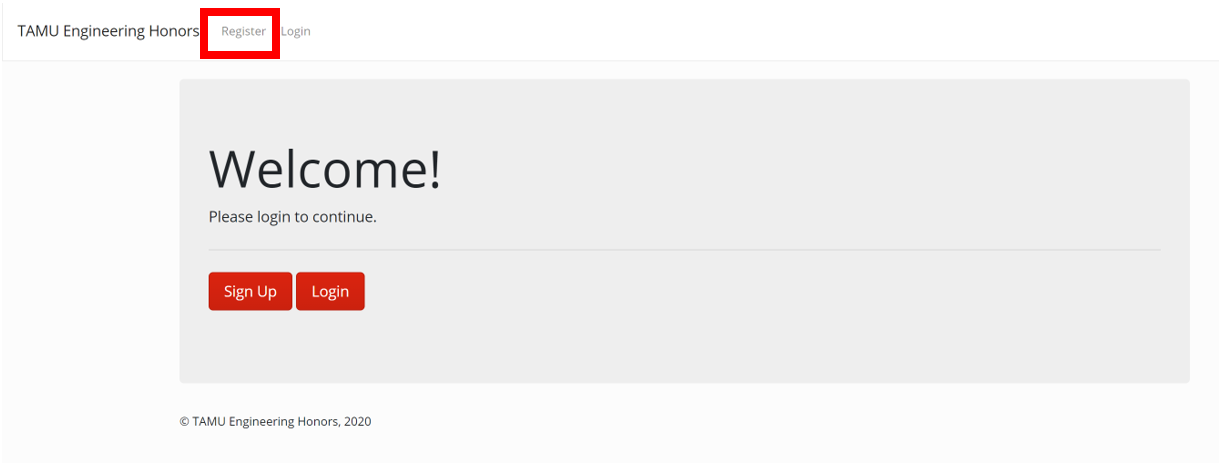 TAMU Engineering Honors Register Login
Welcome!
Please login to continue.
Sign Up Login
© TAMU Engineering Honors, 2020